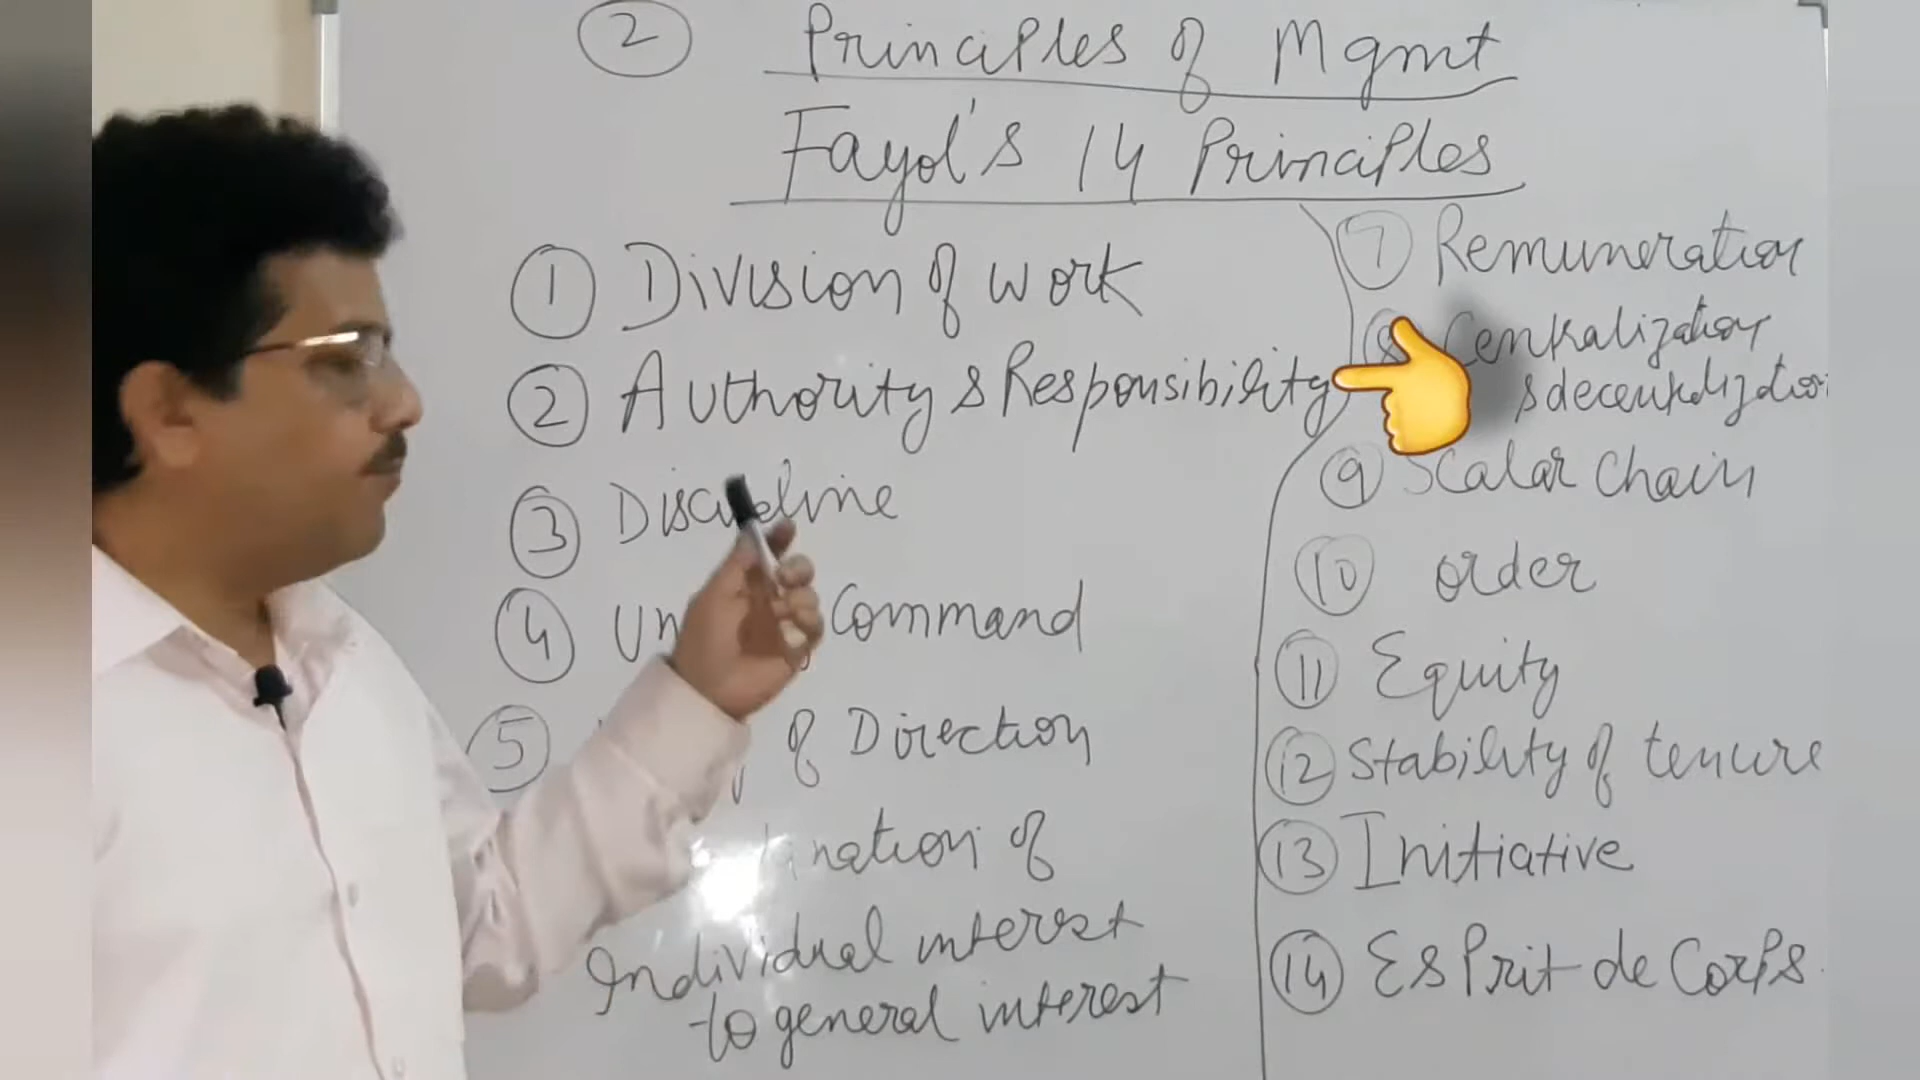 2 Principles of Mgmt
Fayol's 14 Principles
1 Division of work
2 Authority & Responsibility
3 Discipline
4 Command
5 of Direction
of
Individual interest
to general interest
7 Remuneration
8 Centralization
& decentralization
9 Scalar Chain
10 order
11 Equity
12 Stability of tenure
13 Initiative
14 Esprit de Corps